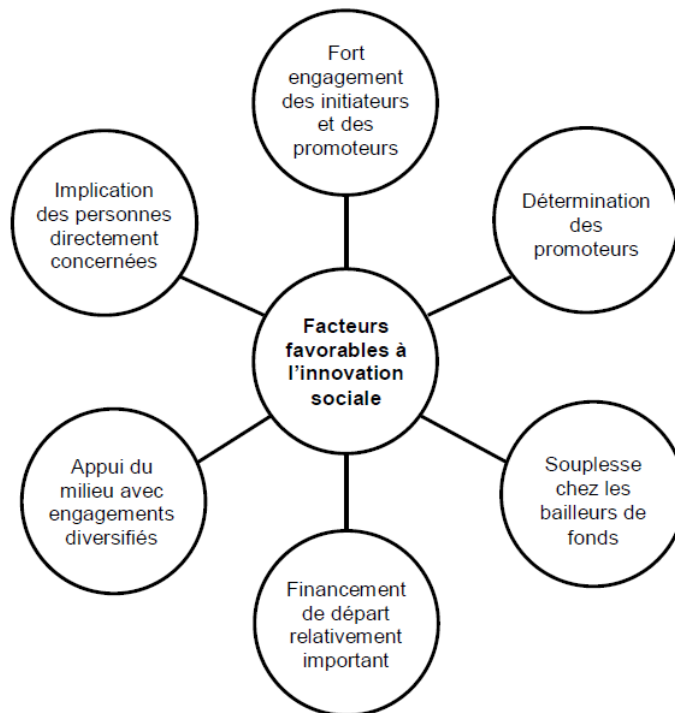 Fort
engagement
des initiateurs
et des
promoteurs
Implication
des personnes
directement
concernées
Détermination
des
promoteurs
Facteurs
favorables à
l'innovation
sociale
Appui du
milieu avec
engagements
diversifiés
Souplesse
chez les
bailleurs de
fonds
Financement
de départ
relativement
important